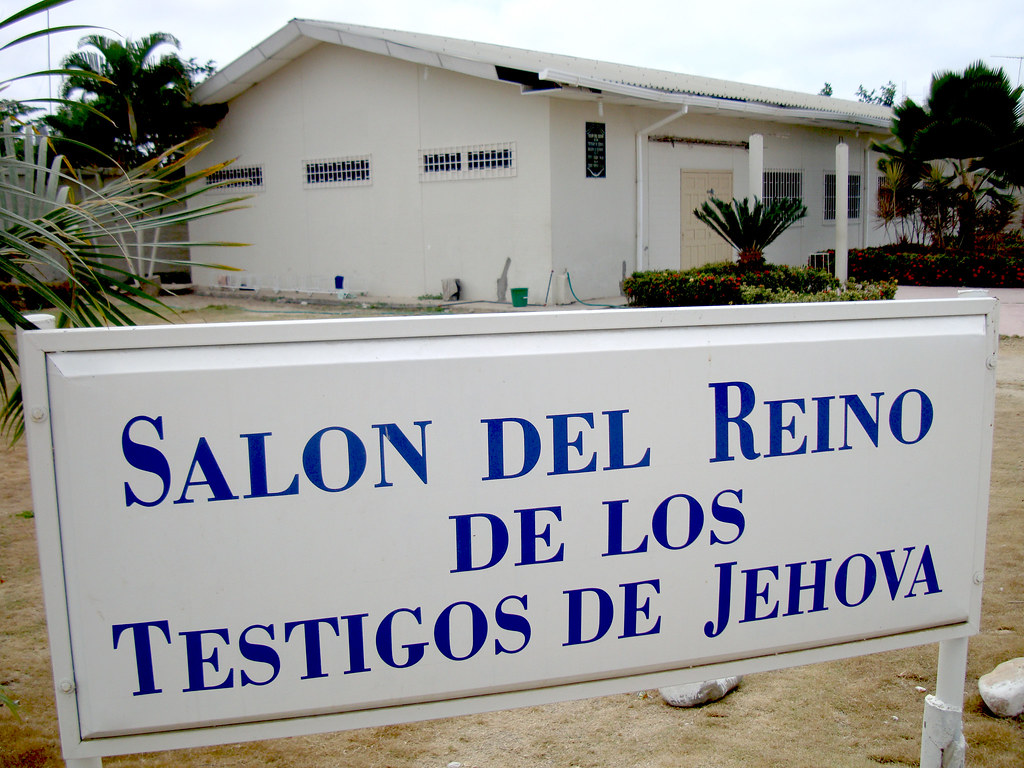 SALON DEL REINO
DE LOS
TESTIGOS DE JEHOVA